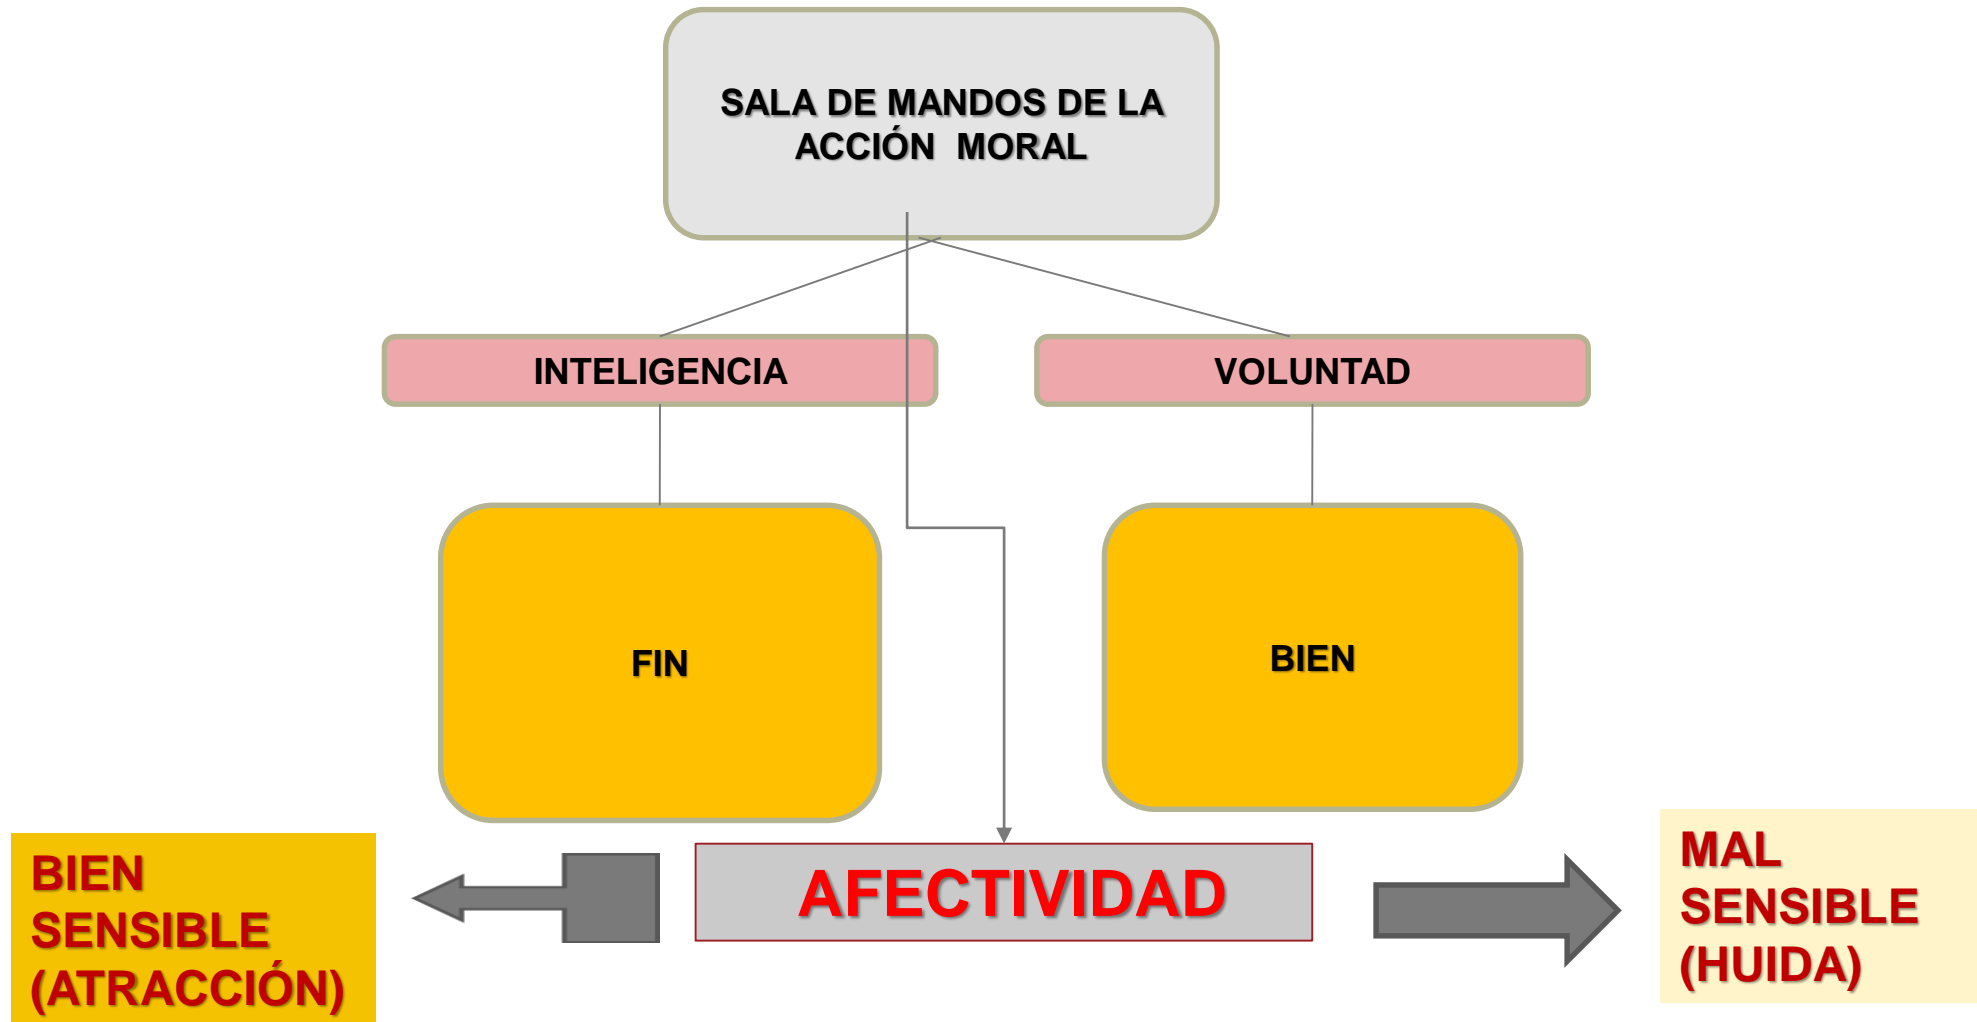 SALA DE MANDOS DE LA
ACCIÓN  MORAL
INTELIGENCIA
VOLUNTAD
FIN
BIEN
BIEN
SENSIBLE
(ATRACCIÓN)
AFECTIVIDAD
MAL
SENSIBLE
(HUIDA)